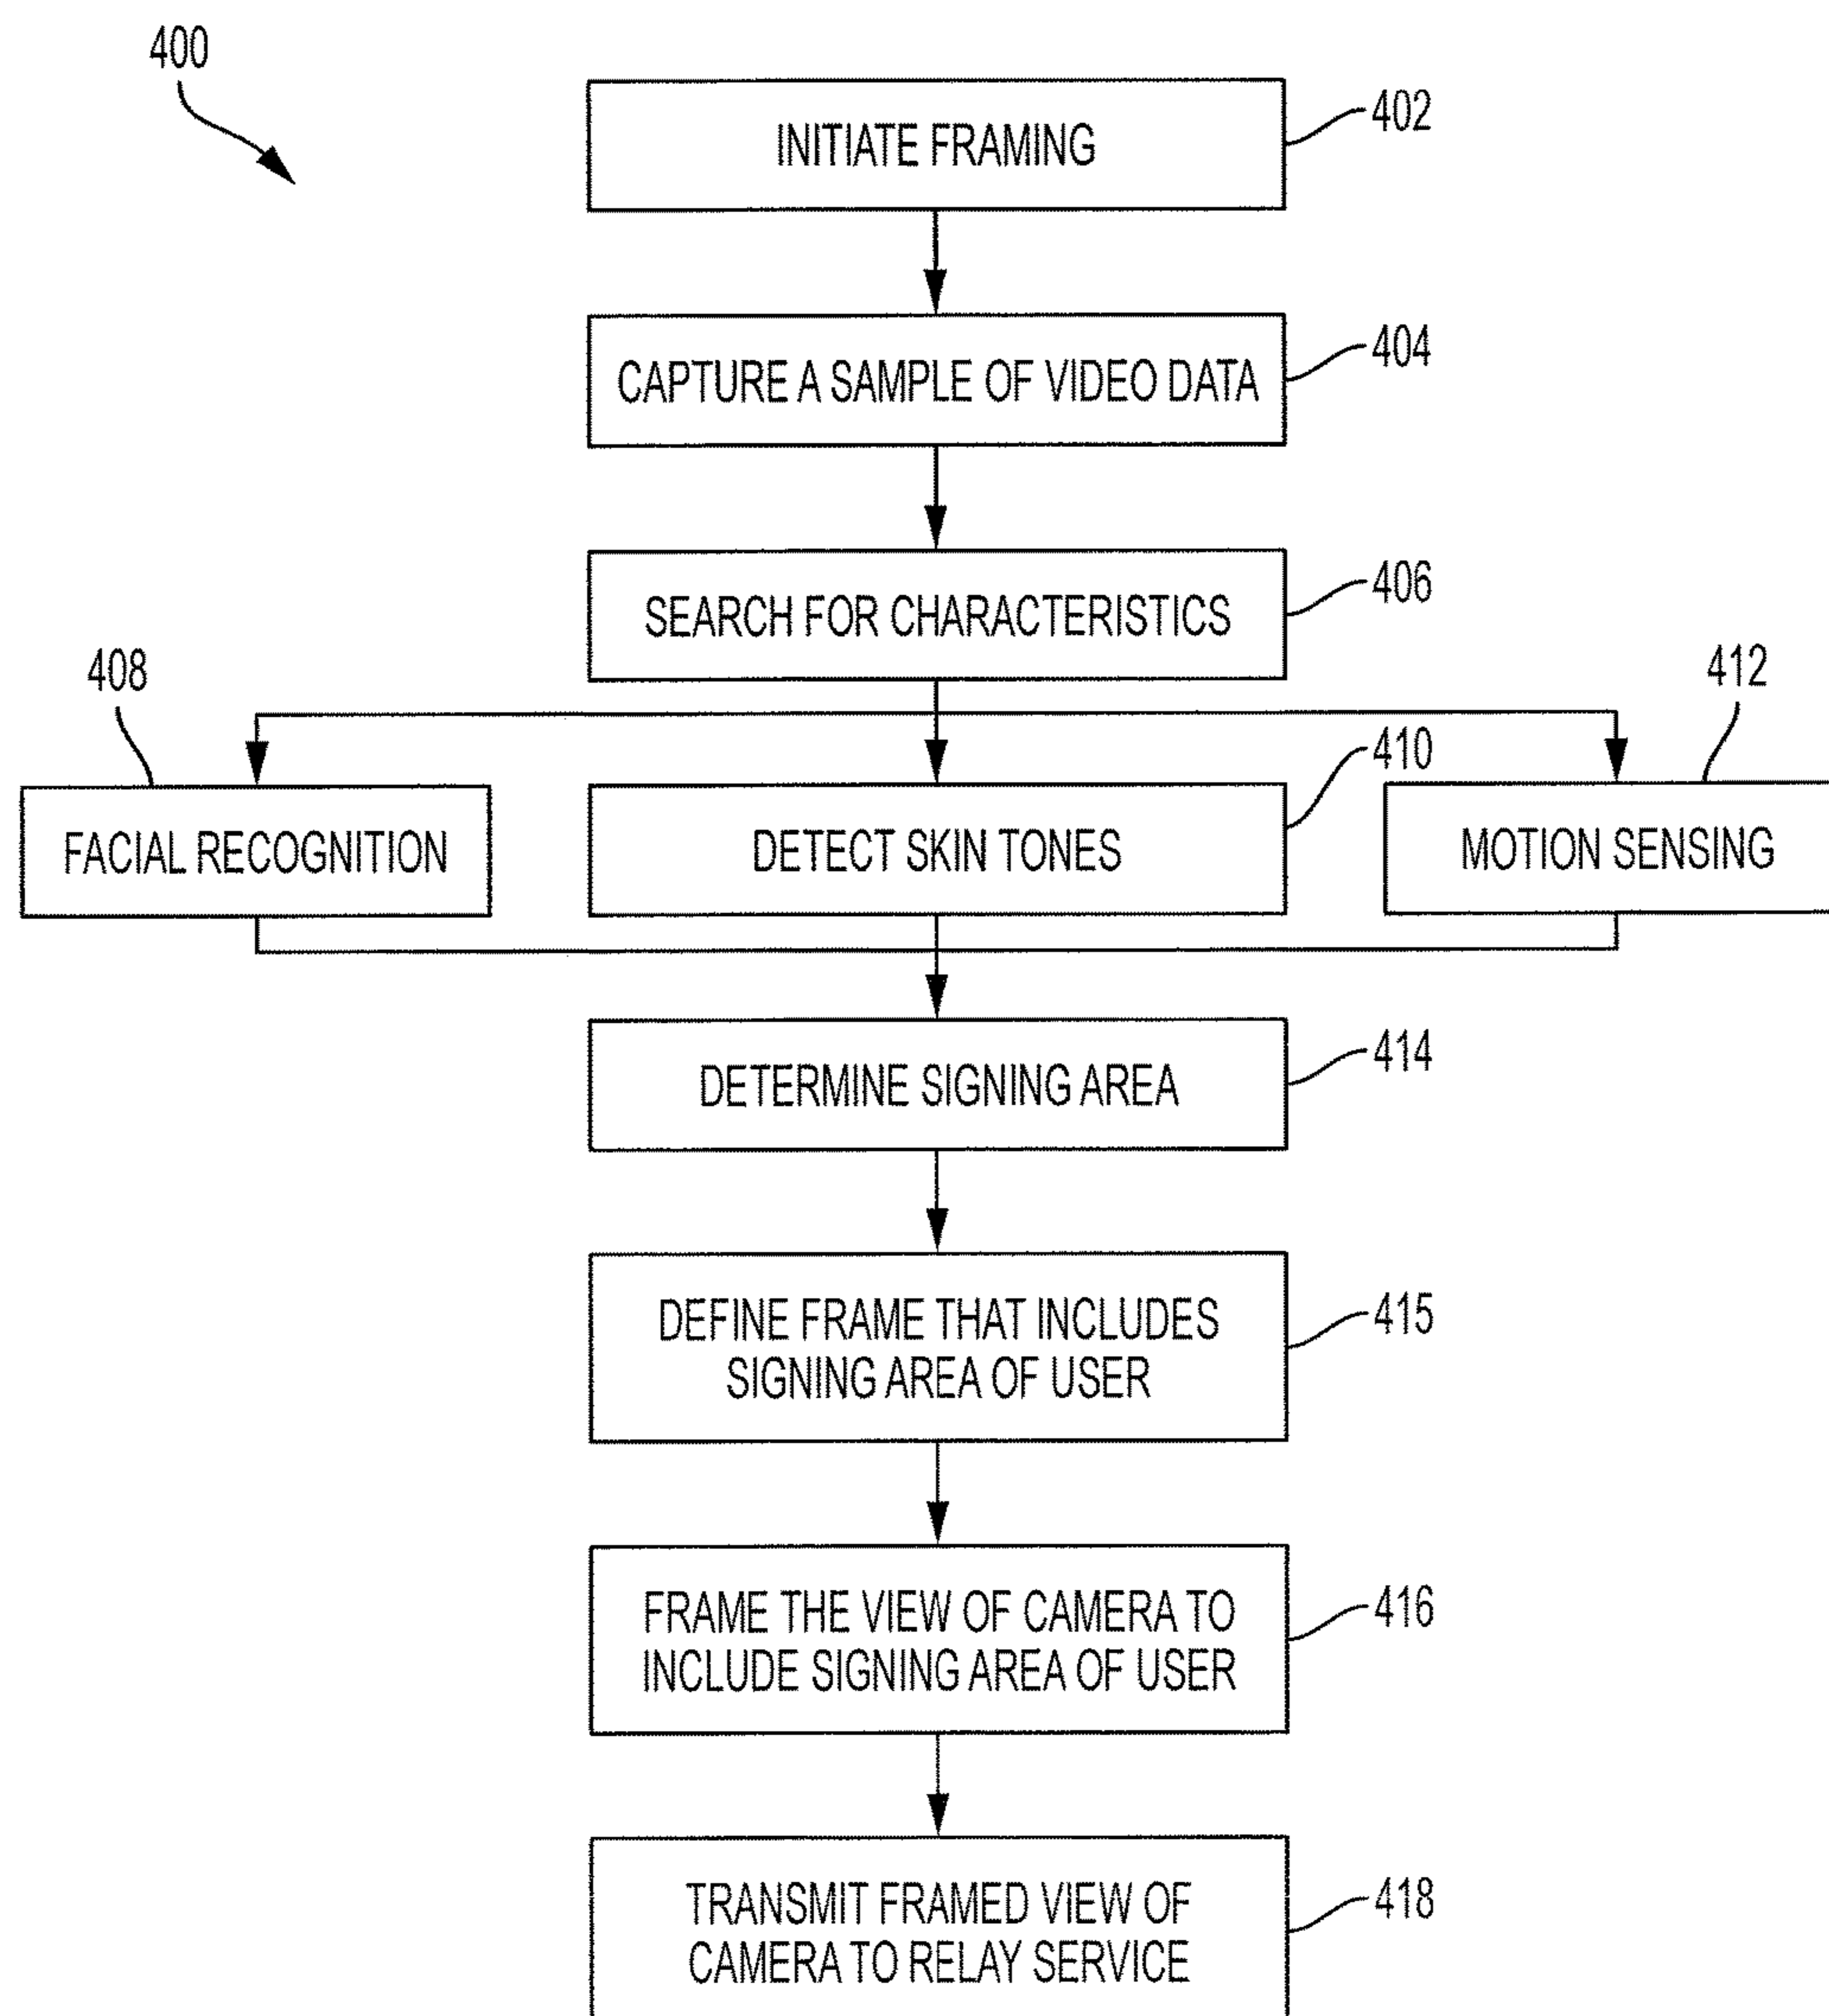 400
INITIATE FRAMING
402
CAPTURE A SAMPLE OF VIDEO DATA
404
SEARCH FOR CHARACTERISTICS
406
408
412
410
FACIAL RECOGNITION
DETECT SKIN TONES
MOTION SENSING
DETERMINE SIGNING AREA
414
DEFINE FRAME THAT INCLUDES
SIGNING AREA OF USER
415
FRAME THE VIEW OF CAMERA TO
INCLUDE SIGNING AREA OF USER
416
TRANSMIT FRAMED VIEW OF
CAMERA TO RELAY SERVICE
418